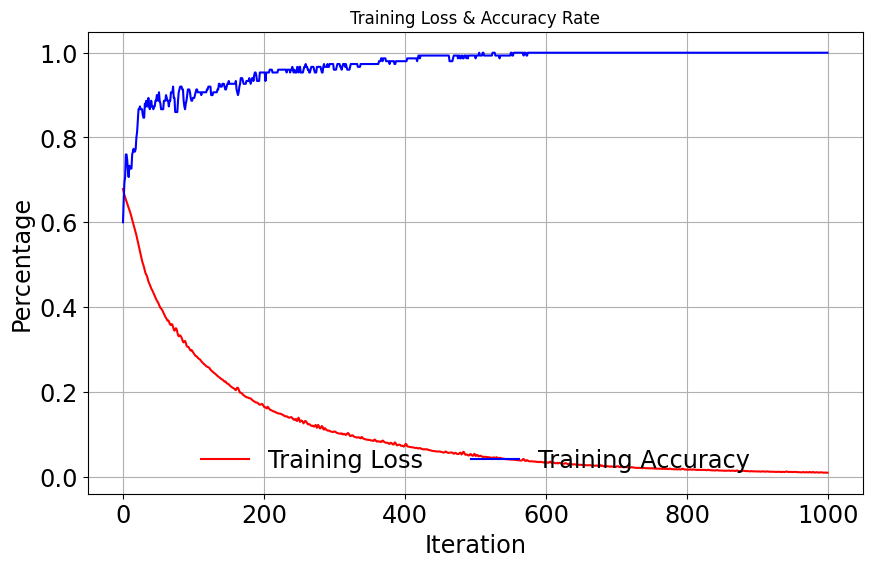 Training Loss & Accuracy Rate
1.0
0.8
0.6
0.4
0.2
0.0
Percentage
Training Loss
Training Accuracy
0 200 400 600 800 1000
Iteration